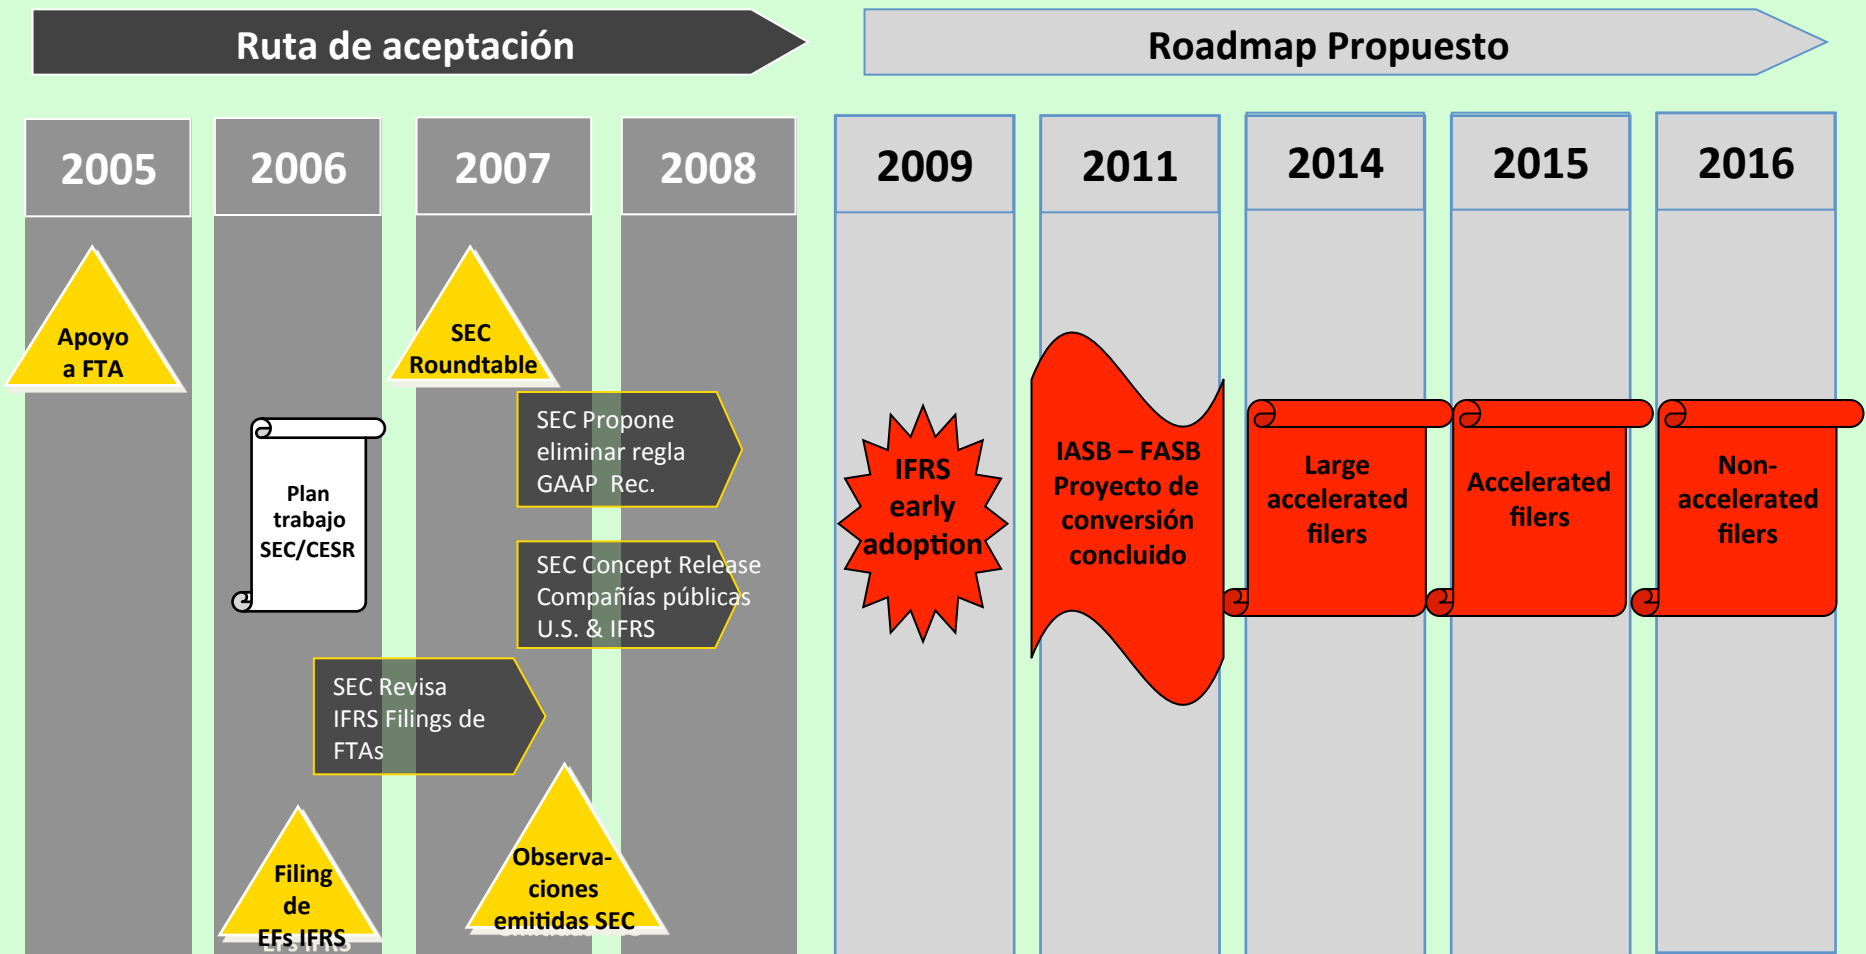 Ruta de aceptación
Roadmap Propuesto
2005
2006
2007
2008
2009
2011
2014
2015
2016
Apoyo
a FTA
SEC
Roundtable
SEC Propone
eliminar regla
GAAP Rec.
Plan
trabajo
SEC/CESR
SEC Concept Release
Compañías públicas
U.S. & IFRS
SEC Revisa
IFRS Filings de
FTAs
Filing
de
EFs IFRS
Observa-
ciones
emitidas SEC
IFRS
early
adoption
IASB – FASB
Proyecto de
conversión
concluido
Large
accelerated
filers
Accelerated
filers
Non-
accelerated
filers